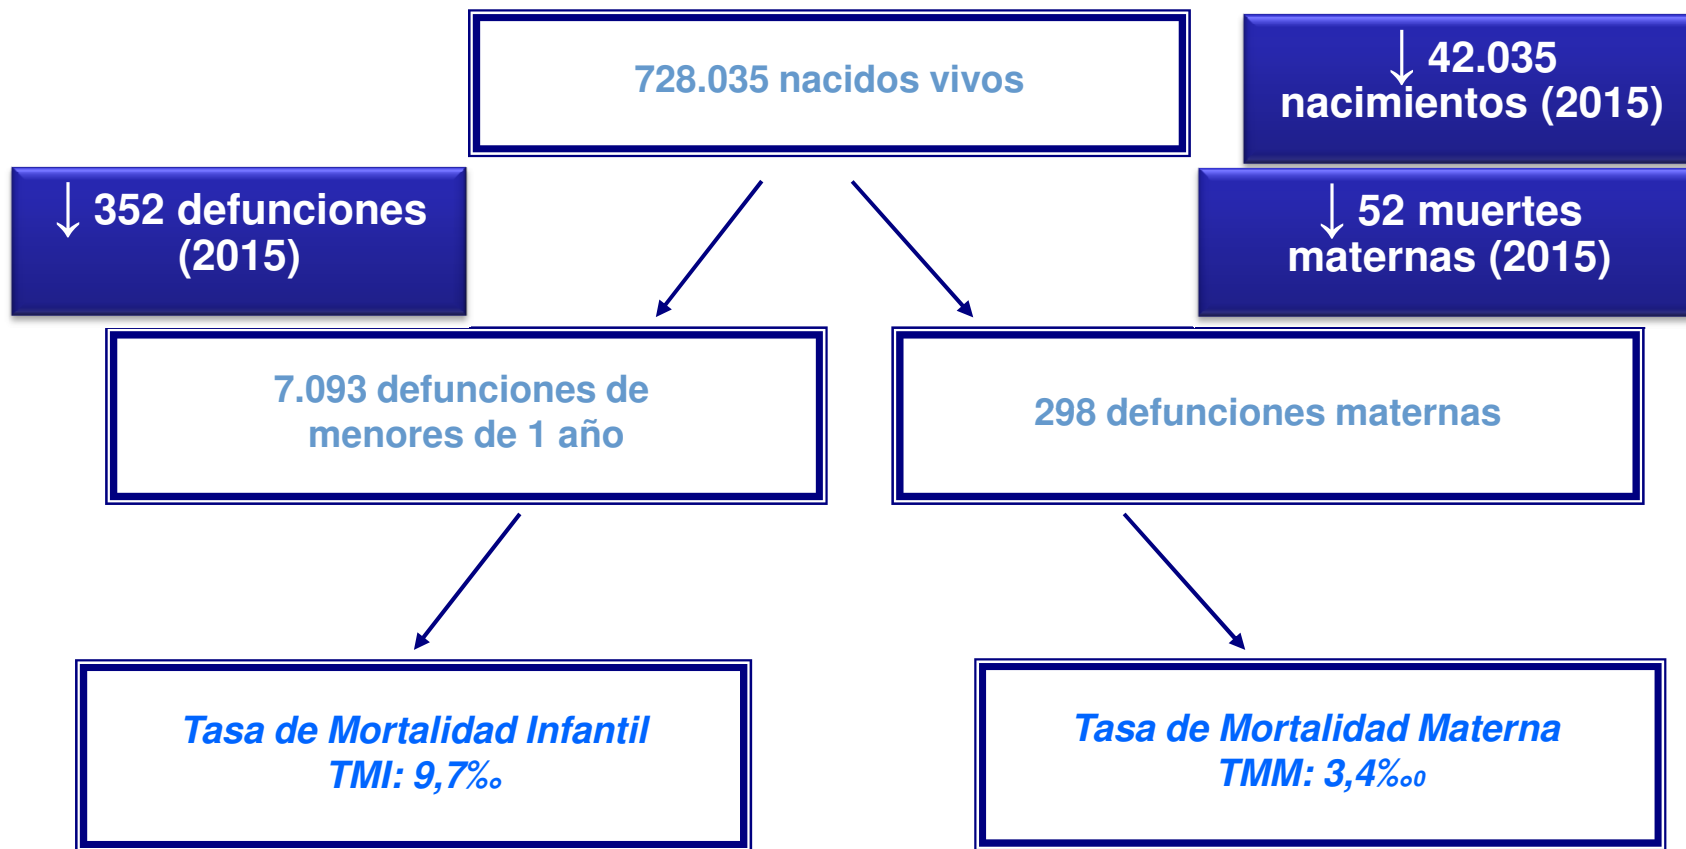 728.035 nacidos vivos
↓ 42.035
nacimientos (2015)
↓ 352 defunciones
(2015)
↓ 52 muertes
maternas (2015)
7.093 defunciones de
menores de 1 año
298 defunciones maternas
Tasa de Mortalidad Infantil
TMI: 9,7‰
Tasa de Mortalidad Materna
TMM: 3,4‰0